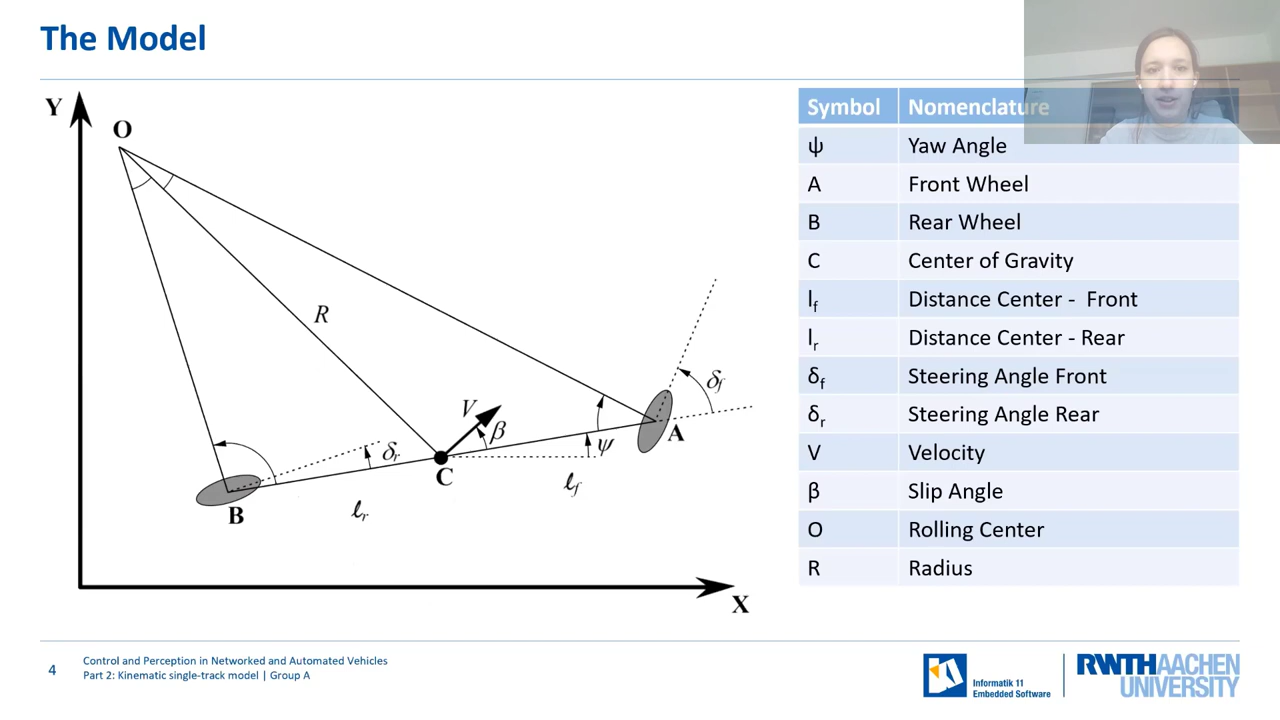 The Model
Y
O
R
V
β
δf
A
ψ
δr
C
lf
B
lr
X
Symbol Nomenclature
ψ Yaw Angle
A Front Wheel
B Rear Wheel
C Center of Gravity
lf Distance Center - Front
lr Distance Center - Rear
δf Steering Angle Front
δr Steering Angle Rear
V Velocity
β Slip Angle
O Rolling Center
R Radius
4
Control and Perception in Networked and Automated Vehicles
Part 2: Kinematic single-track model | Group A
Informatik 11
Embedded Software
RWTHAACHEN
UNIVERSITY